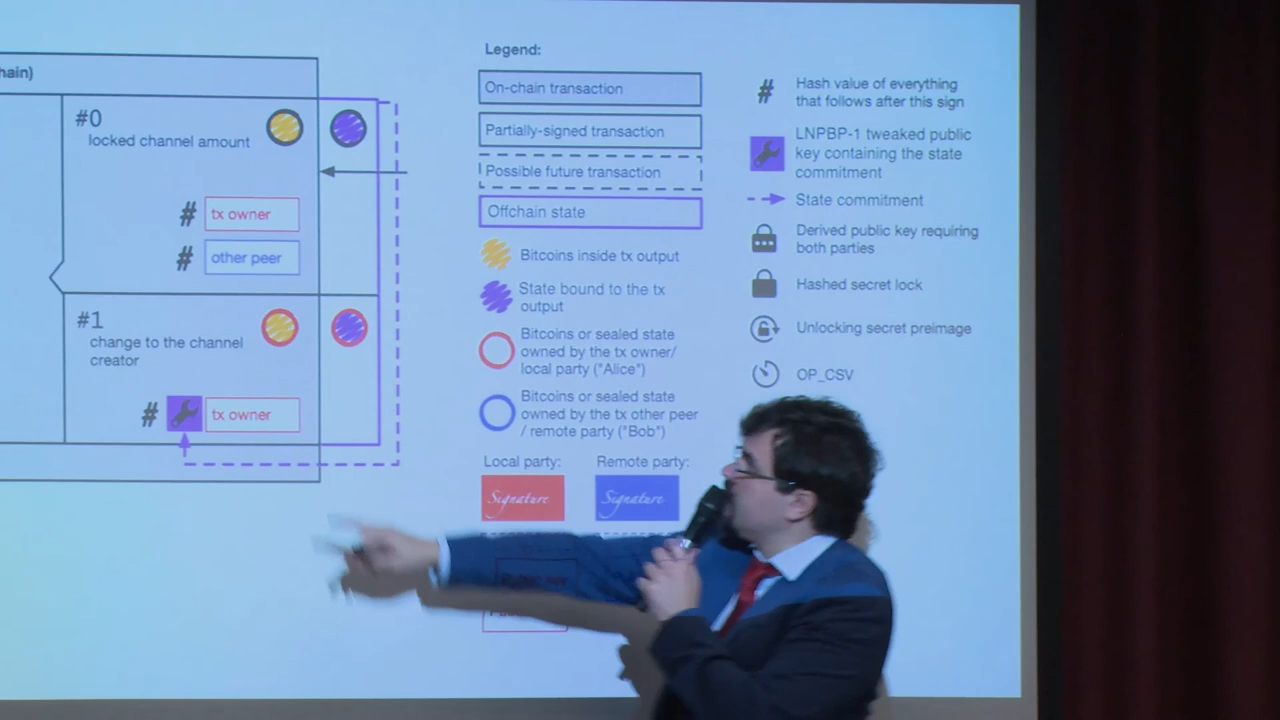 hain)
#0
locked channel amount
# tx owner
# other peer
#1
change to the channel
creator
# tx owner
Legend:
On-chain transaction
Partially-signed transaction
Possible future transaction
Offchain state
Bitcoins inside tx output
State bound to the tx
output
Bitcoins or sealed state
owned by the tx owner/
local party ("Alice")
Bitcoins or sealed state
owned by the tx other peer
/ remote party ("Bob")
Local party:
Remote party:
Signature
Signature
# Hash value of everything
that follows after this sign
LNPBP-1 tweaked public
key containing the state
commitment
State commitment
Derived public key requiring
both parties
Hashed secret lock
Unlocking secret preimage
OP_CSV